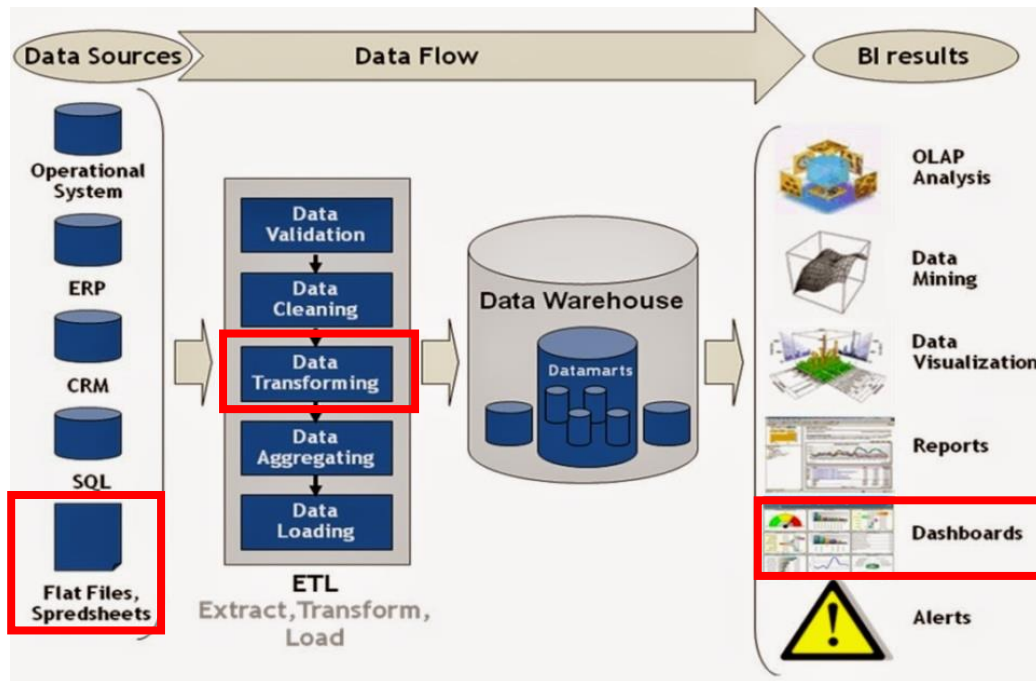 Data Sources
Data Flow
BI results
Operational
System
ERP
CRM
SQL
Flat Files,
Spredsheets
Data
Validation
Data
Cleaning
Data
Transforming
Data
Aggregating
Data
Loading
ETL
Extract, Transform,
Load
Data Warehouse
Datamarts
OLAP
Analysis
Data
Mining
Data
Visualization
Reports
Dashboards
Alerts